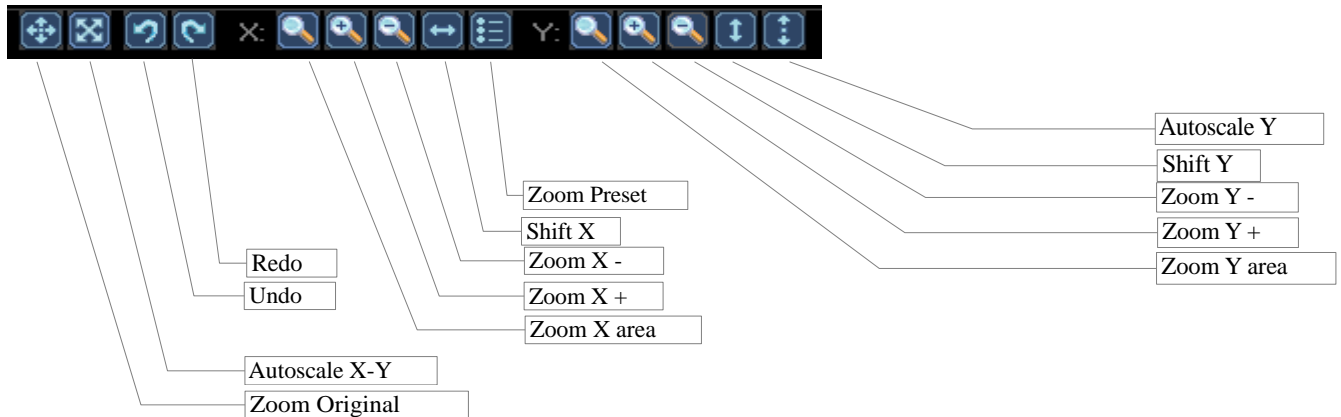 X:
Y:
Autoscale Y
Shift Y
Zoom Preset
Zoom Y -
Shift X
Zoom Y +
Redo
Zoom X -
Zoom Y area
Undo
Zoom X +
Zoom X area
Autoscale X-Y
Zoom Original